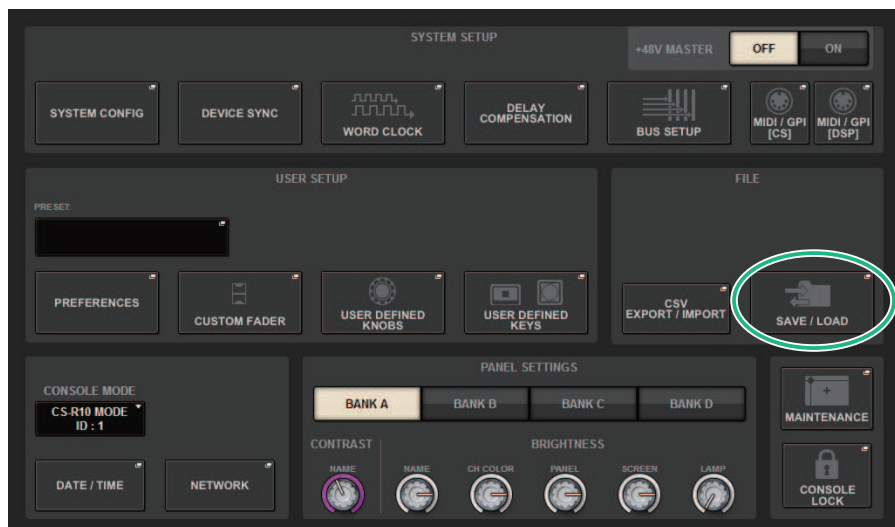 SYSTEM SETUP
+48V MASTER
OFF
ON
SYSTEM CONFIG
DEVICE SYNC
WORD CLOCK
DELAY
COMPENSATION
BUS SETUP
MIDI / GPI
[CS]
MIDI / GPI
[DSP]
USER SETUP
PRESET
PREFERENCES
CUSTOM FADER
USER DEFINED
KNOBS
USER DEFINED
KEYS
FILE
CSV
EXPORT / IMPORT
SAVE / LOAD
CONSOLE MODE
CS-R10 MODE
ID : 1
DATE / TIME
NETWORK
PANEL SETTINGS
BANK A
BANK B
BANK C
BANK D
CONTRAST
BRIGHTNESS
NAME
NAME
CH COLOR
PANEL
SCREEN
LAMP
MAINTENANCE
CONSOLE
LOCK